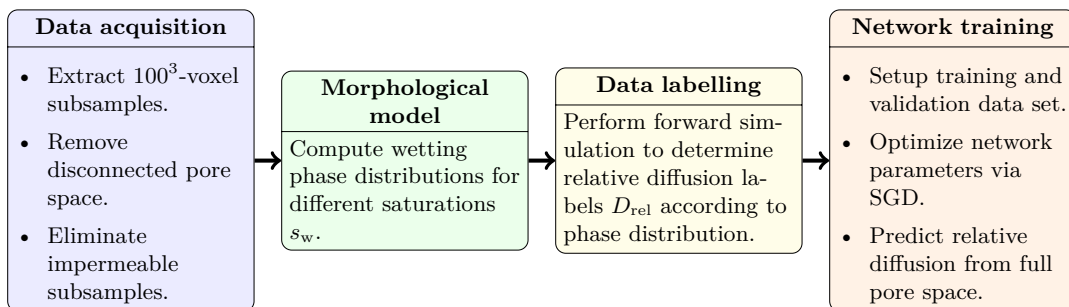 Data acquisition
• Extract 100³-voxel
subsamples.
• Remove
disconnected pore
space.
• Eliminate
impermeable
subsamples.
Morphological
model
Compute wetting
phase distributions for
different saturations
s_w.
Data labelling
Perform forward sim-
ulation to determine
relative diffusion la-
bels D_rel according to
phase distribution.
Network training
• Setup training and
validation data set.
• Optimize network
parameters via
SGD.
• Predict relative
diffusion from full
pore space.